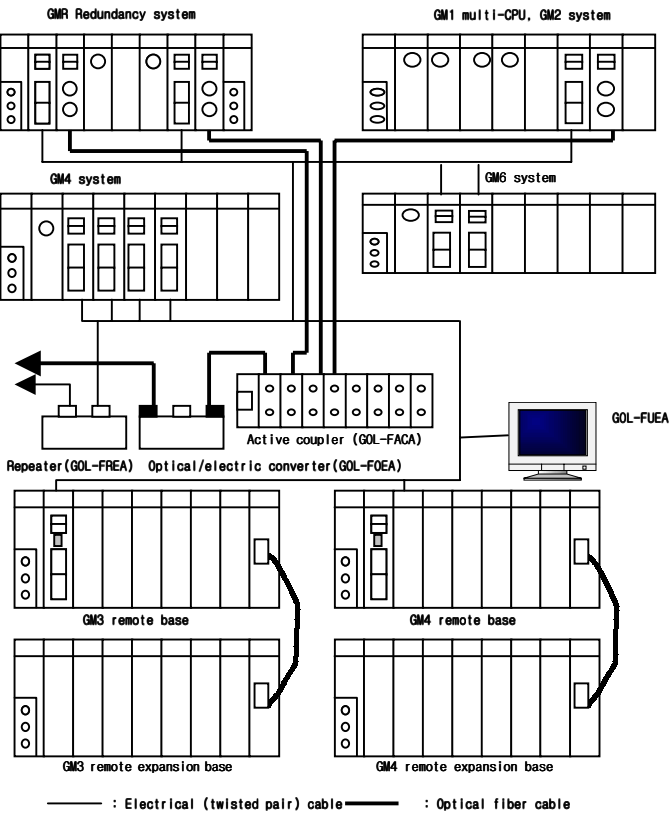 GMR Redundancy system
GM1 multi-CPU, GM2 system
GM4 system
GM6 system
Active coupler (GOL-FACA)
GOL-FUEA
Repeater(GOL-FREA)
Optical/electric converter(GOL-FOEA)
GM3 remote base
GM4 remote base
GM3 remote expansion base
GM4 remote expansion base
: Electrical (twisted pair) cable
: Optical fiber cable